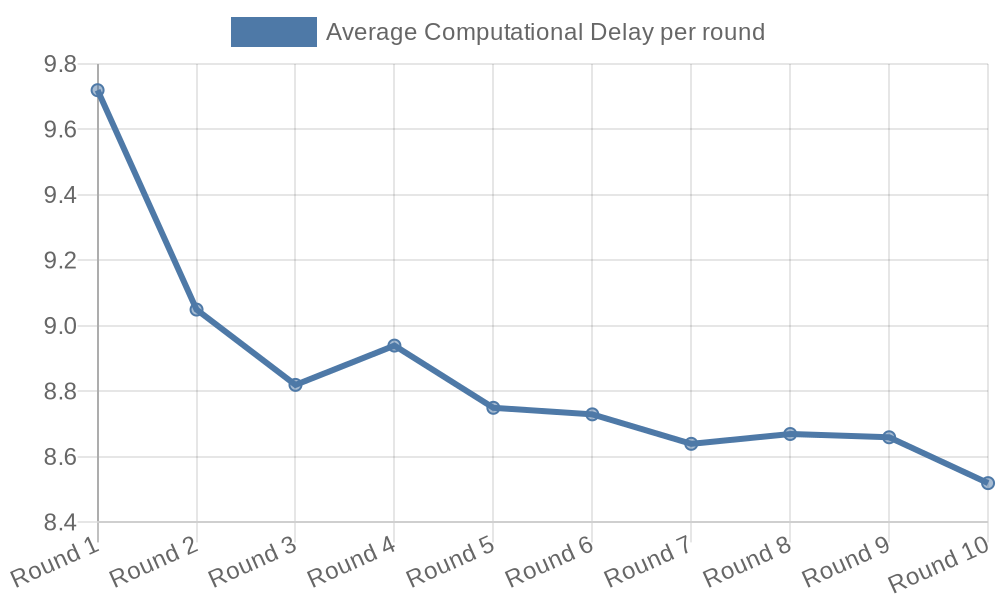 Average Computational Delay per round
9.8
9.6
9.4
9.2
9.0
8.8
8.6
8.4
Round 1
Round 2
Round 3
Round 4
Round 5
Round 6
Round 7
Round 8
Round 9
Round 10